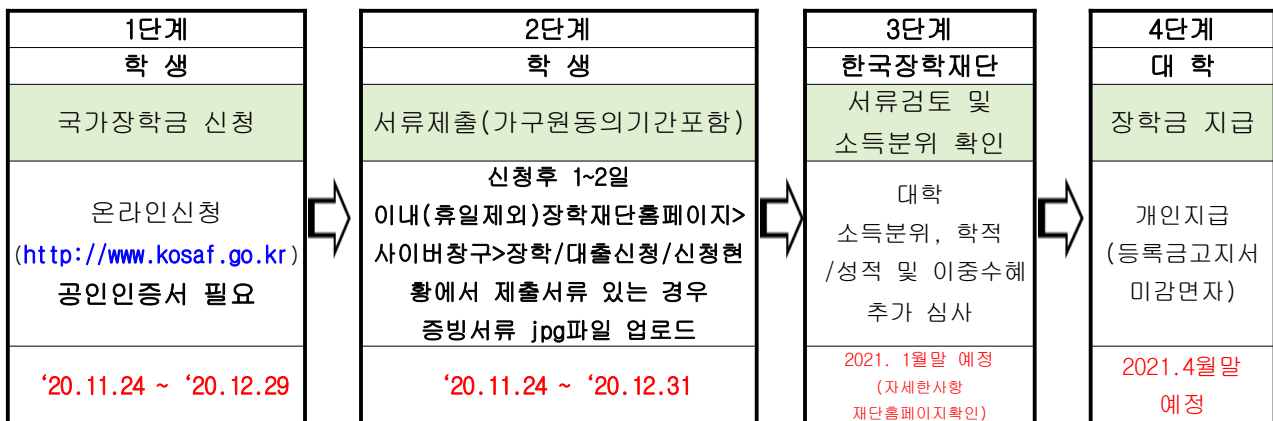 1단계
학 생
국가장학금 신청
온라인신청
(http://www.kosaf.go.kr)
공인인증서 필요
‘20.11.24 ~ ‘20.12.29
2단계
학 생
서류제출(가구원동의기간포함)
신청후 1~2일
이내(휴일제외)장학재단홈페이지>
사이버창구>장학/대출신청/신청현
황에서 제출서류 있는 경우
증빙서류 jpg파일 업로드
‘20.11.24 ~ ‘20.12.31
3단계
한국장학재단
서류검토 및
소득분위 확인
대학
소득분위, 학적
/성적 및 이중수혜
추가 심사
2021. 1월말 예정
(자세한사항
재단홈페이지확인)
4단계
대 학
장학금 지급
개인지급
(등록금고지서
미감면자)
2021.4월말
예정